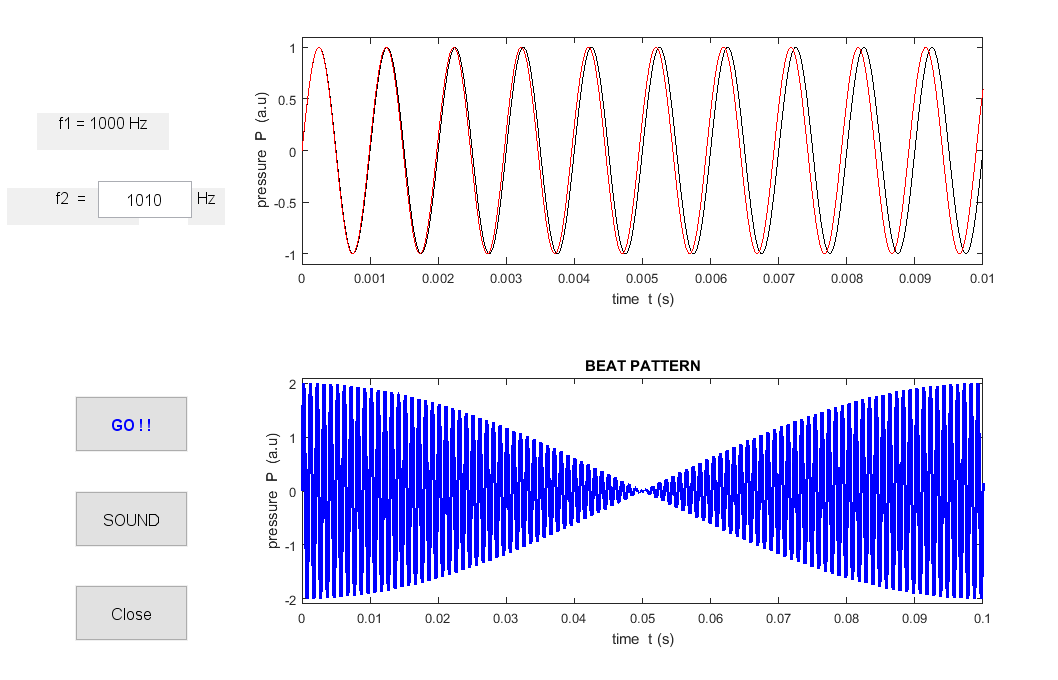 f1 = 1000 Hz
f2 = 1010 Hz
GO ! !
SOUND
Close
pressure P (a.u)
1
0.5
0
-0.5
-1
0 0.001 0.002 0.003 0.004 0.005 0.006 0.007 0.008 0.009 0.01
time t (s)
BEAT PATTERN
pressure P (a.u)
2
1
0
-1
-2
0 0.01 0.02 0.03 0.04 0.05 0.06 0.07 0.08 0.09 0.1
time t (s)